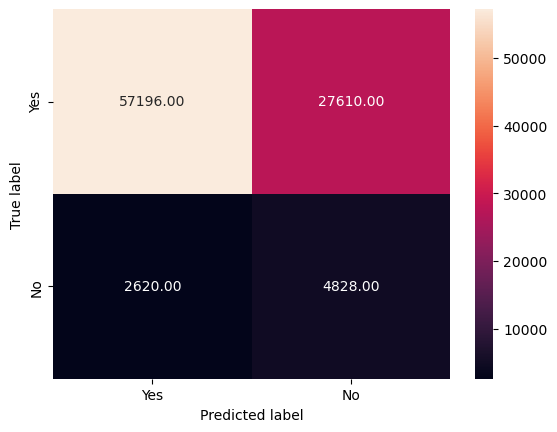 50000
Yes
57196.00 27610.00
40000
True label
30000
20000
No
2620.00 4828.00
10000
Yes No
Predicted label